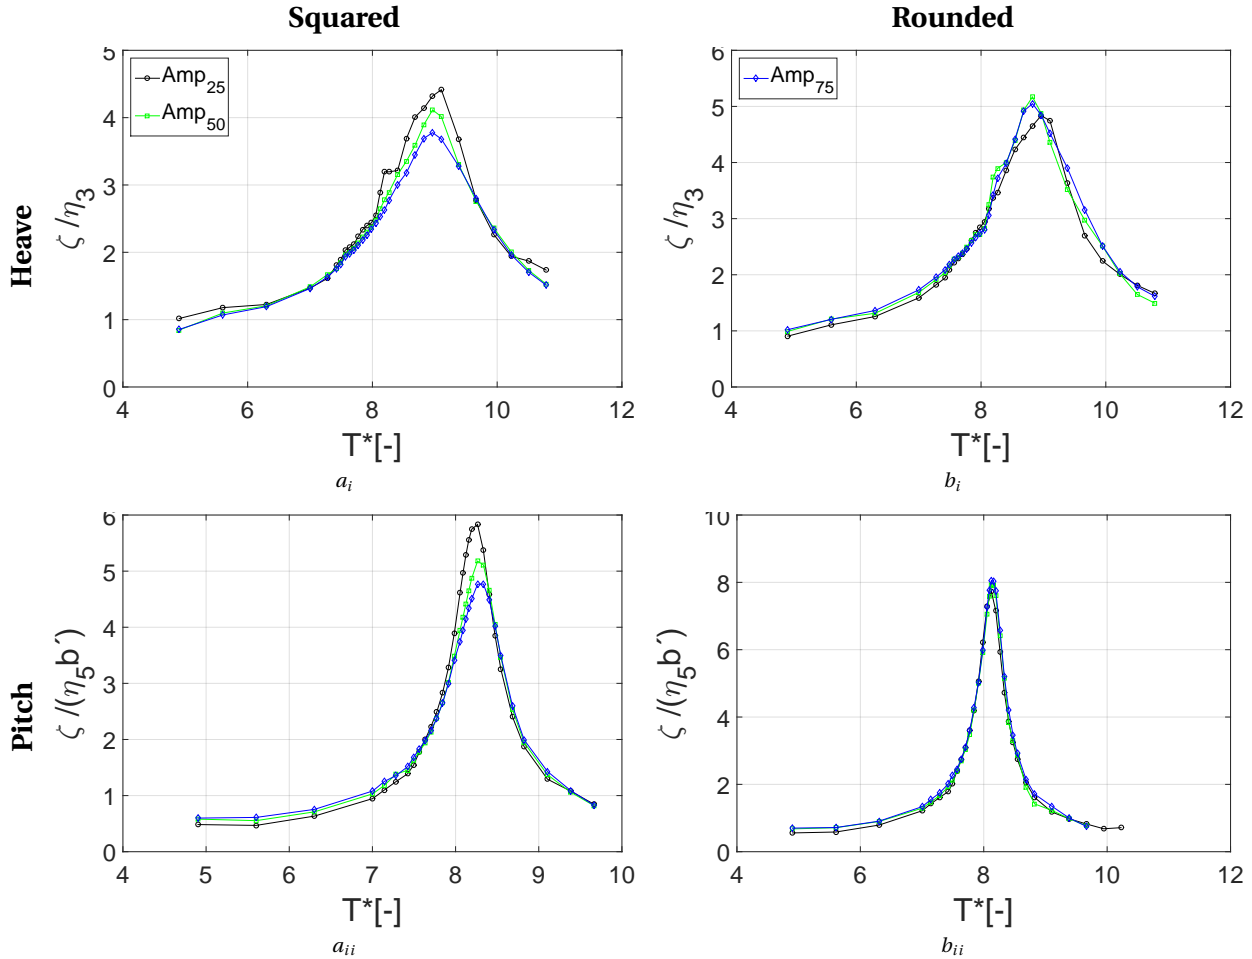 Squared
Rounded
Heave
5
4
3
2
1
0
ζ /η3
Amp25
Amp50
4 6 8 10 12
T*[-]
ai
6
5
4
3
2
1
0
ζ /η3
Amp75
4 6 8 10 12
T*[-]
bi
Pitch
6
5
4
3
2
1
0
ζ /(η5b´)
5 6 7 8 9 10
T*[-]
aii
10
8
6
4
2
0
ζ /(η5b´)
4 6 8 10 12
T*[-]
bii